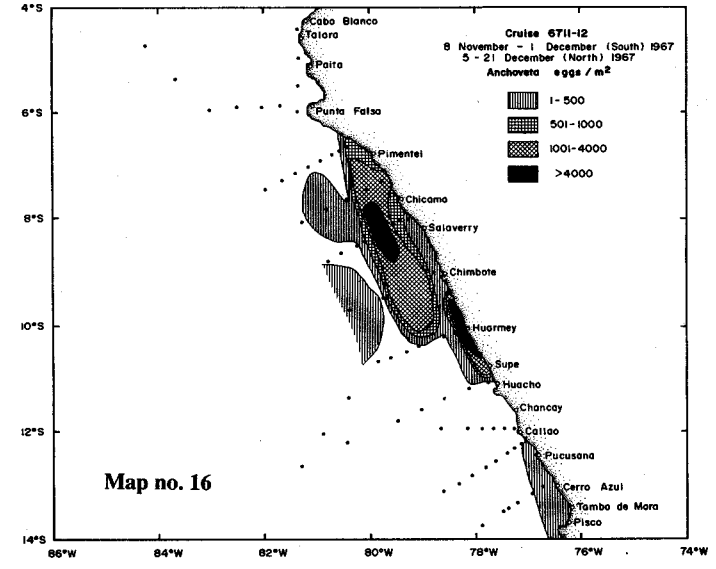 4°S
Cabo Blanco
Talara
Cruise 6711-12
8 November - 1 December (South) 1967
5 - 21 December (North) 1967
Anchoveta eggs / m²
Paita
1-500
6°S
Punta Falsa
501-1000
Pimentel
1001-4000
>4000
Chicama
8°S
Salaverry
Chimbote
10°S
Huarmey
Supe
Huacho
Chancay
12°S
Callao
Pucusana
Map no. 16
Cerro Azul
Tambo de Mora
Pisco
14°S
86°W
84°W
82°W
80°W
78°W
76°W
74°W